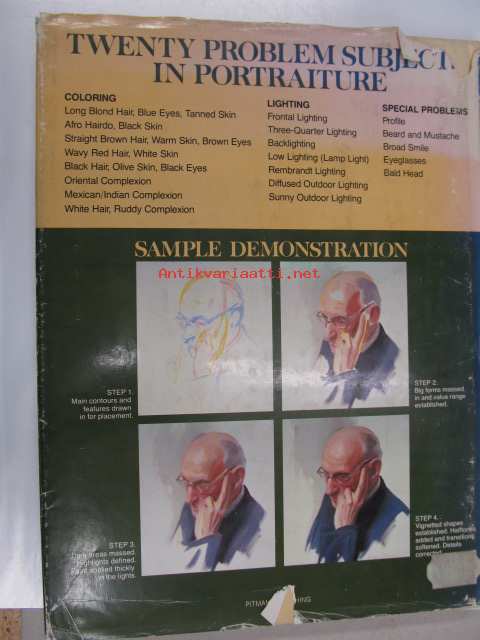 TWENTY PROBLEM SUBJECT
IN PORTRAITURE
COLORING
Long Blond Hair, Blue Eyes, Tanned Skin
Afro Hairdo, Black Skin
Straight Brown Hair, Warm Skin, Brown Eyes
Wavy Red Hair, White Skin
Black Hair, Olive Skin, Black Eyes
Oriental Complexion
Mexican/Indian Complexion
White Hair, Ruddy Complexion
LIGHTING
Frontal Lighting
Three-Quarter Lighting
Backlighting
Low Lighting (Lamp Light)
Rembrandt Lighting
Diffused Outdoor Lighting
Sunny Outdoor Lighting
SPECIAL PROBLEMS
Profile
Beard and Mustache
Broad Smile
Eyeglasses
Bald Head
SAMPLE DEMONSTRATION
Antikvariaatti.net
STEP 1.
Main contours and
features drawn
in for placement.
STEP 2.
Big forms massed
in and value range
established.
STEP 3.
areas massed.
Highlights defined.
Paint applied thickly
in the lights.
STEP 4.
Vignetted shapes
established. Halftones
added and transitions
softened. Details
corrected.